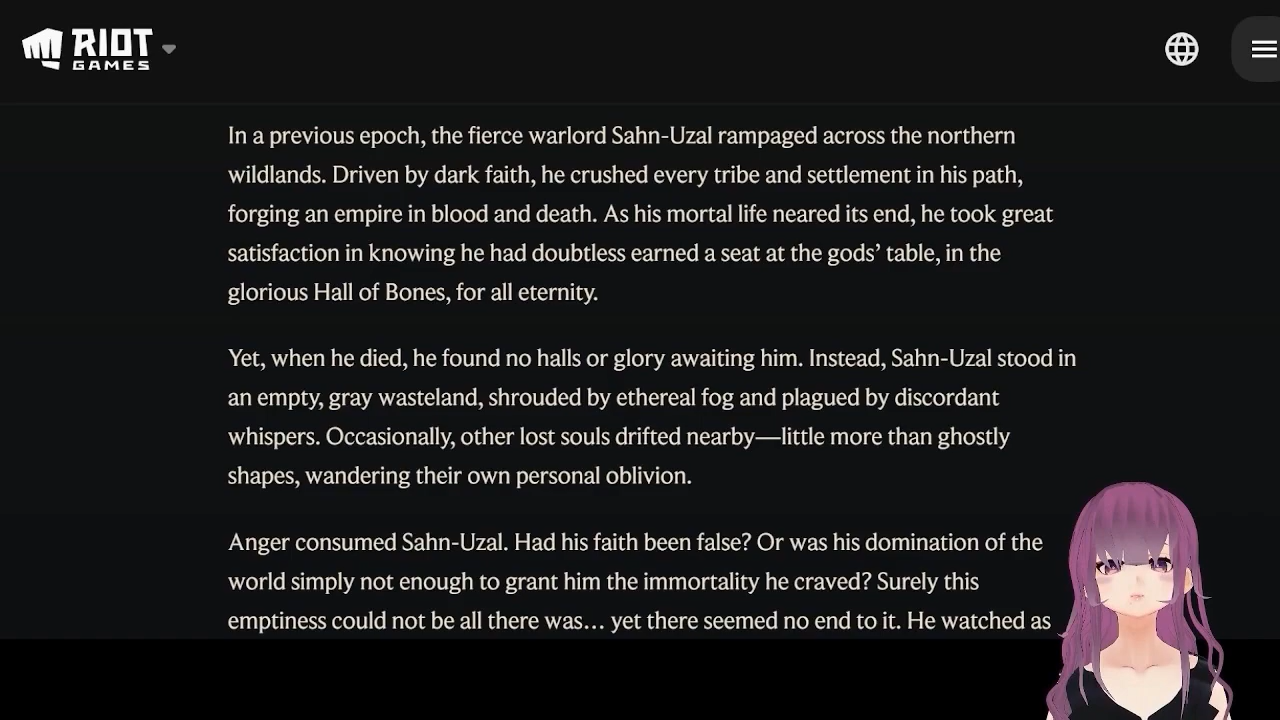 RIOT
GAMES
In a previous epoch, the fierce warlord Sahn-Uzal rampaged across the northern
wildlands. Driven by dark faith, he crushed every tribe and settlement in his path,
forging an empire in blood and death. As his mortal life neared its end, he took great
satisfaction in knowing he had doubtless earned a seat at the gods’ table, in the
glorious Hall of Bones, for all eternity.
Yet, when he died, he found no halls or glory awaiting him. Instead, Sahn-Uzal stood in
an empty, gray wasteland, shrouded by ethereal fog and plagued by discordant
whispers. Occasionally, other lost souls drifted nearby—little more than ghostly
shapes, wandering their own personal oblivion.
Anger consumed Sahn-Uzal. Had his faith been false? Or was his domination of the
world simply not enough to grant him the immortality he craved? Surely this
emptiness could not be all there was… yet there seemed no end to it. He watched as